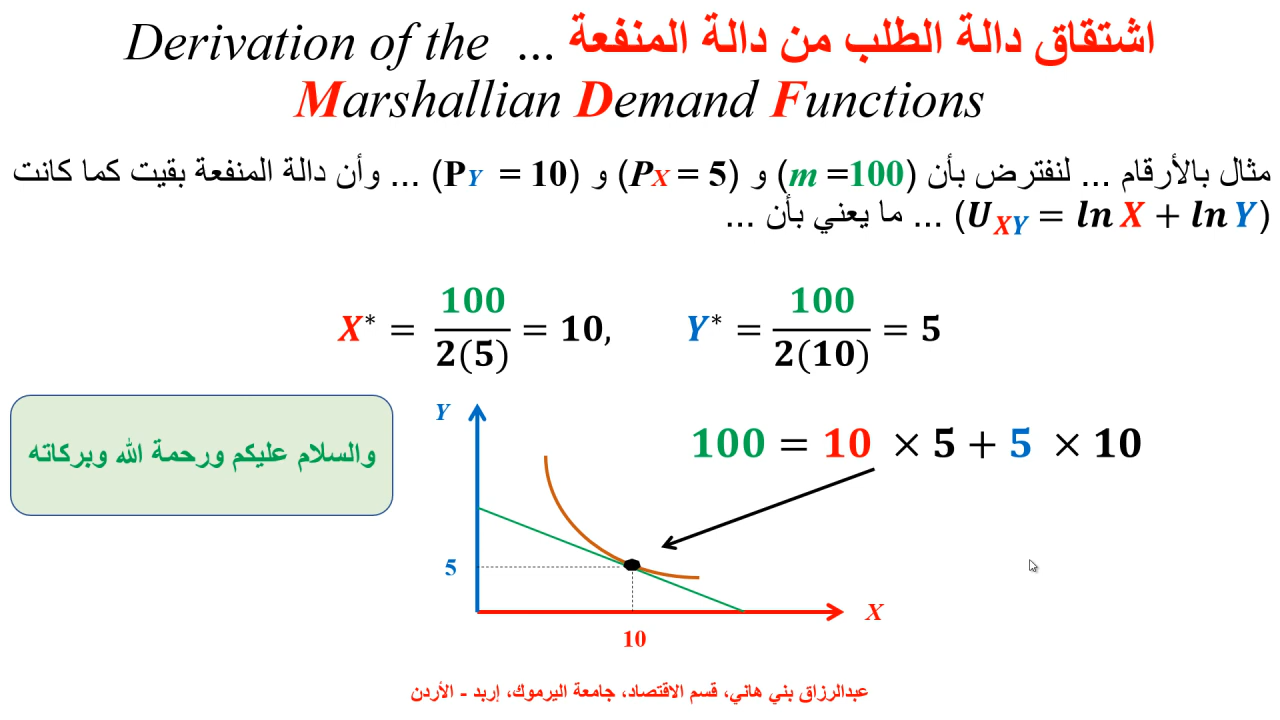 اشتقاق دالة الطلب من دالة المنفعة ... Derivation of the
Marshallian Demand Functions
مثال بالأرقام ... لنفترض بأن (m =100) و (PX = 5) و (PY = 10) ... وأن دالة المنفعة بقيت كما كانت
(U_XY = ln X + ln Y) ... ما يعني بأن ...
X* = 100/2(5) = 10, Y* = 100/2(10) = 5
والسلام عليكم ورحمة الله وبركاته
Y
100 = 10 × 5 + 5 × 10
5
X
10
عبدالرزاق بني هاني، قسم الاقتصاد، جامعة اليرموك، إربد - الأردن